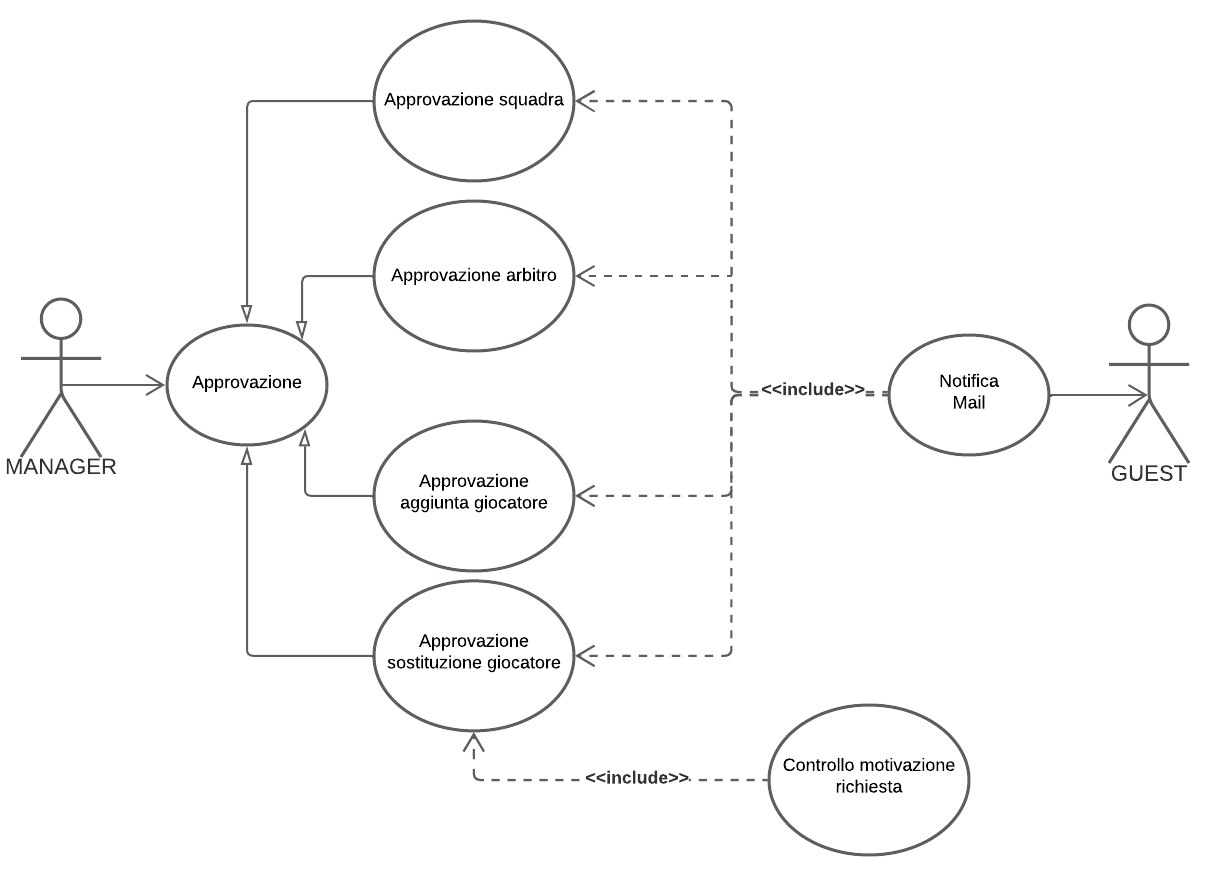 Approvazione squadra
Approvazione arbitro
Approvazione
MANAGER
<<include>>
Notifica
Mail
GUEST
Approvazione
aggiunta giocatore
Approvazione
sostituzione giocatore
<<include>>
Controllo motivazione
richiesta